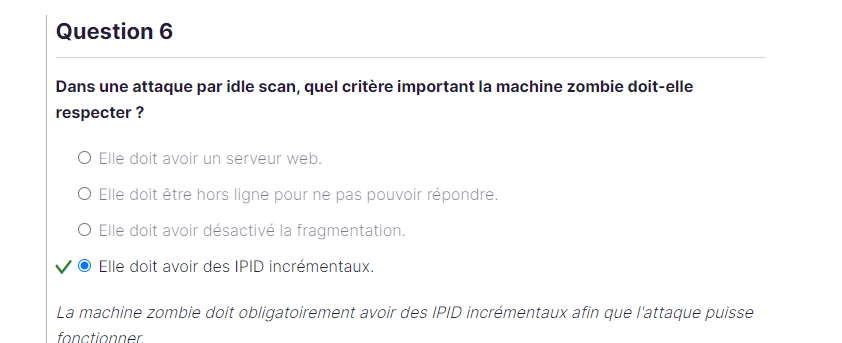 Question 6
Dans une attaque par idle scan, quel critère important la machine zombie doit-elle
respecter ?
Elle doit avoir un serveur web.
Elle doit être hors ligne pour ne pas pouvoir répondre.
Elle doit avoir désactivé la fragmentation.
Elle doit avoir des IPID incrémentaux.
La machine zombie doit obligatoirement avoir des IPID incrémentaux afin que l'attaque puisse
fonctionner.